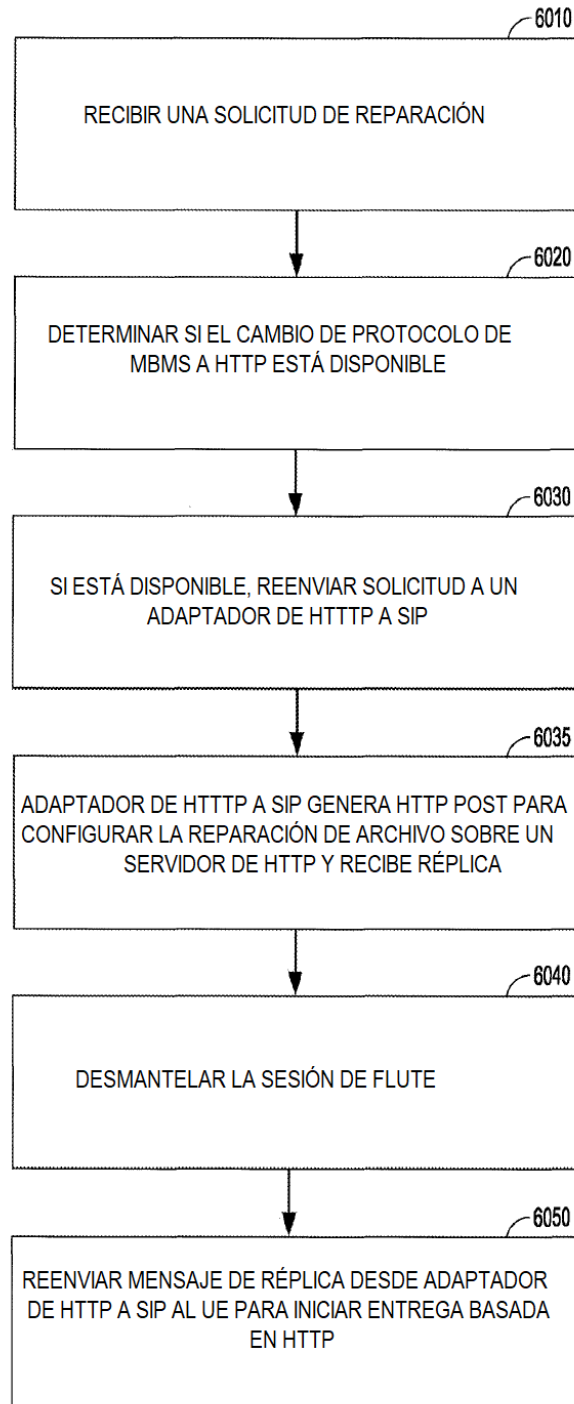 6010
RECIBIR UNA SOLICITUD DE REPARACIÓN
6020
DETERMINAR SI EL CAMBIO DE PROTOCOLO DE
MBMS A HTTP ESTÁ DISPONIBLE
6030
SI ESTÁ DISPONIBLE, REENVIAR SOLICITUD A UN
ADAPTADOR DE HTTTP A SIP
6035
ADAPTADOR DE HTTTP A SIP GENERA HTTP POST PARA
CONFIGURAR LA REPARACIÓN DE ARCHIVO SOBRE UN
SERVIDOR DE HTTP Y RECIBE RÉPLICA
6040
DESMANTELAR LA SESIÓN DE FLUTE
6050
REENVIAR MENSAJE DE RÉPLICA DESDE ADAPTADOR
DE HTTP A SIP AL UE PARA INICIAR ENTREGA BASADA
EN HTTP